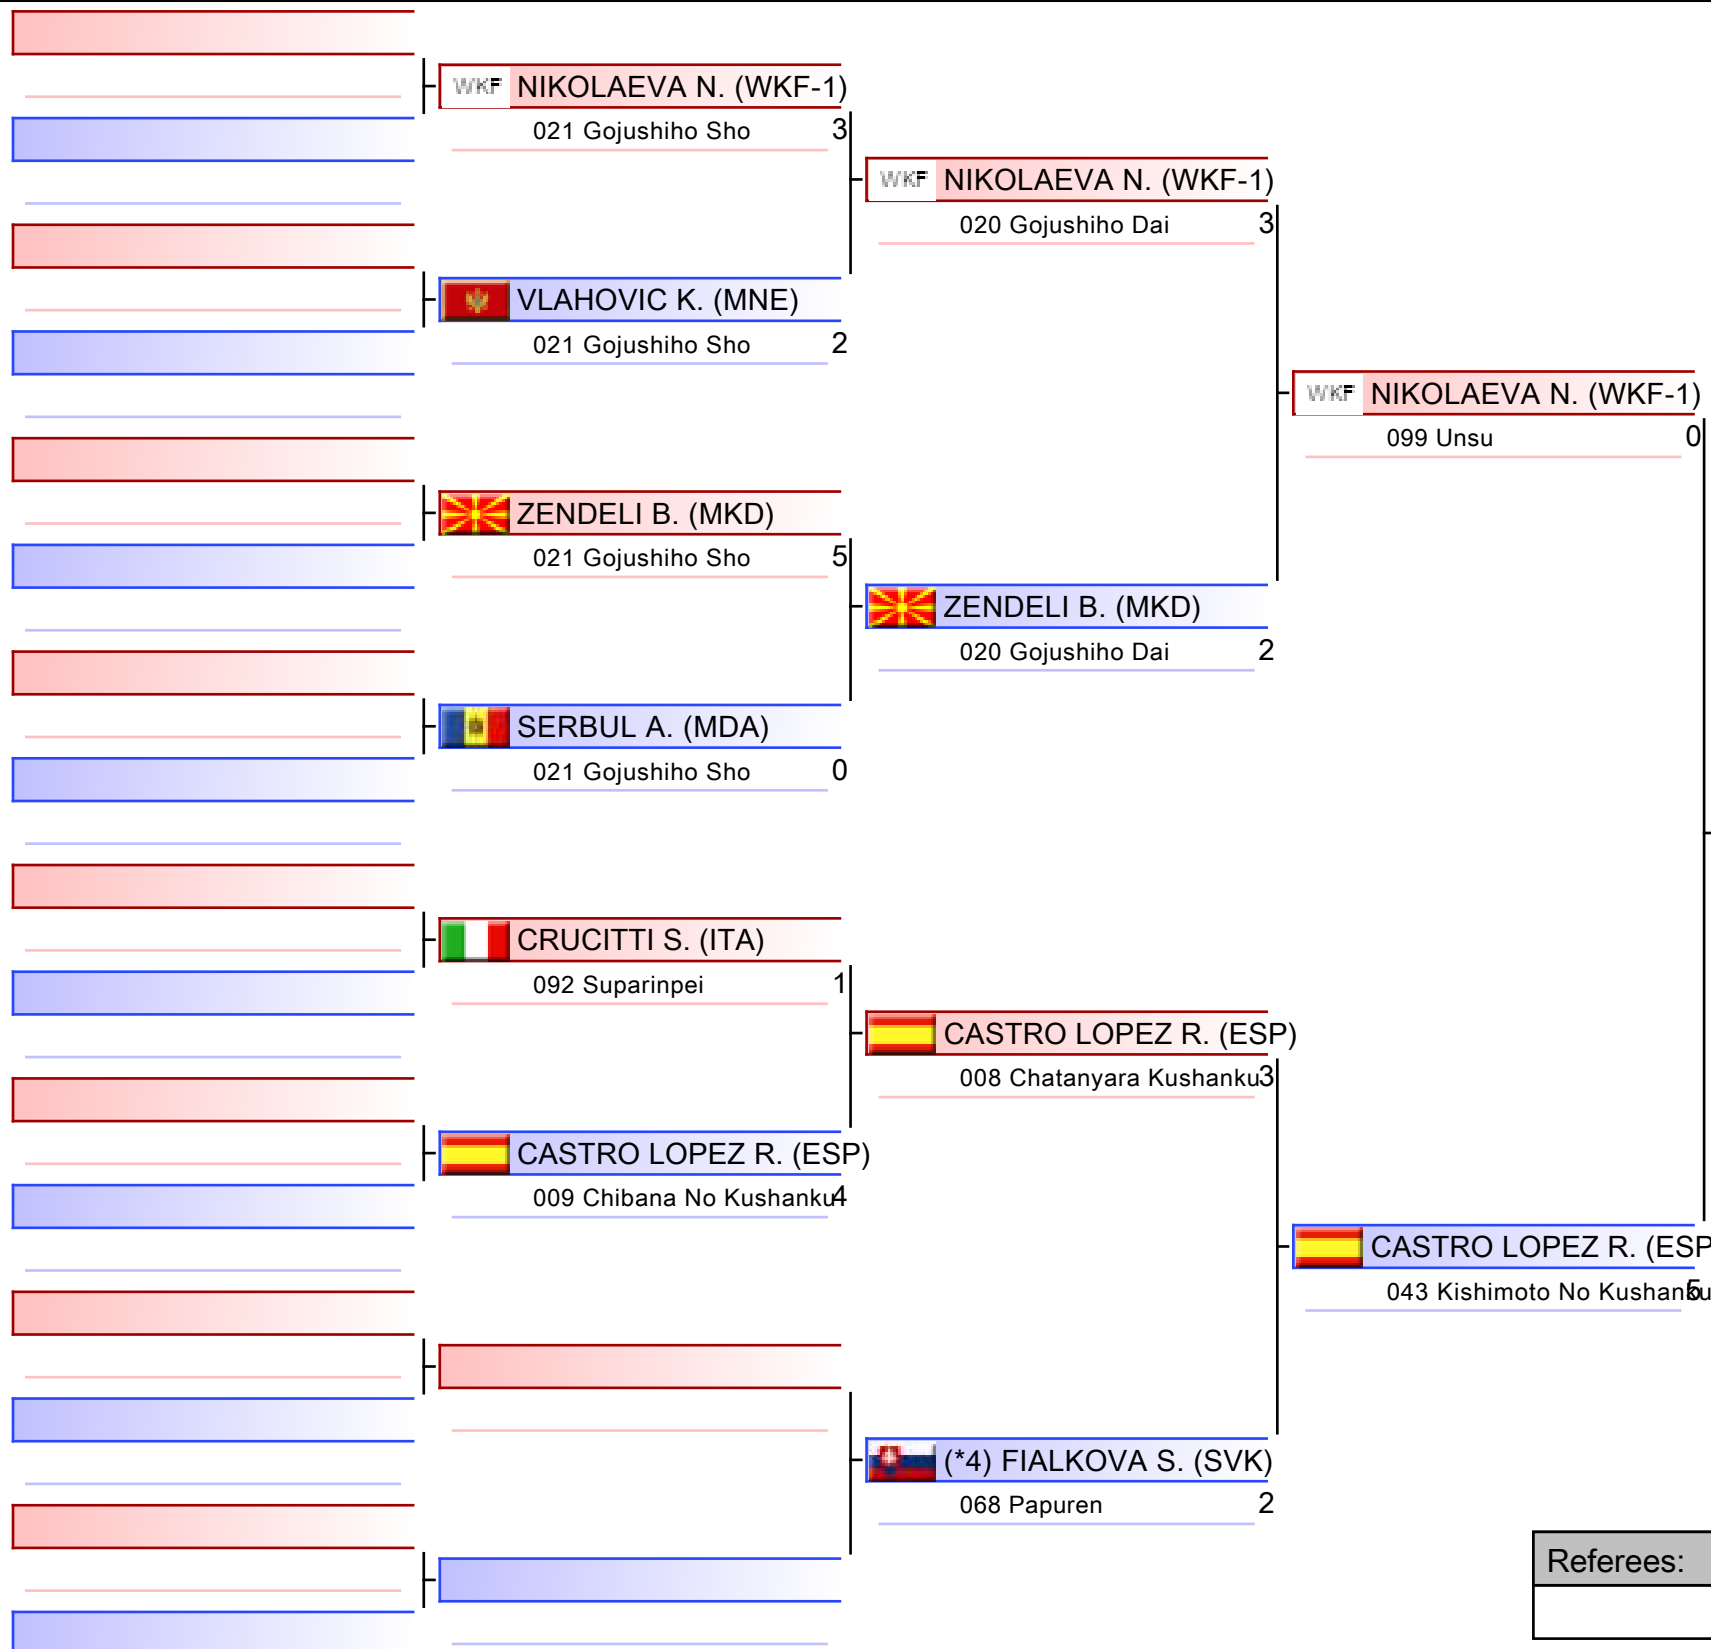 WKF NIKOLAEVA N. (WKF-1)
021 Gojushiho Sho 3
WKF NIKOLAEVA N. (WKF-1)
020 Gojushiho Dai 3
VLAHOVIC K. (MNE)
021 Gojushiho Sho 2
WKF NIKOLAEVA N. (WKF-1)
099 Unsu 0
ZENDELI B. (MKD)
021 Gojushiho Sho 5
ZENDELI B. (MKD)
020 Gojushiho Dai 2
SERBUL A. (MDA)
021 Gojushiho Sho 0
CRUCITTI S. (ITA)
092 Suparinpei 1
CASTRO LOPEZ R. (ESP)
008 Chatanyara Kushanku 3
CASTRO LOPEZ R. (ESP)
009 Chibana No Kushanku 4
CASTRO LOPEZ R. (ESP
043 Kishimoto No Kushanku 5
(*4) FIALKOVA S. (SVK)
068 Papuren 2
Referees: